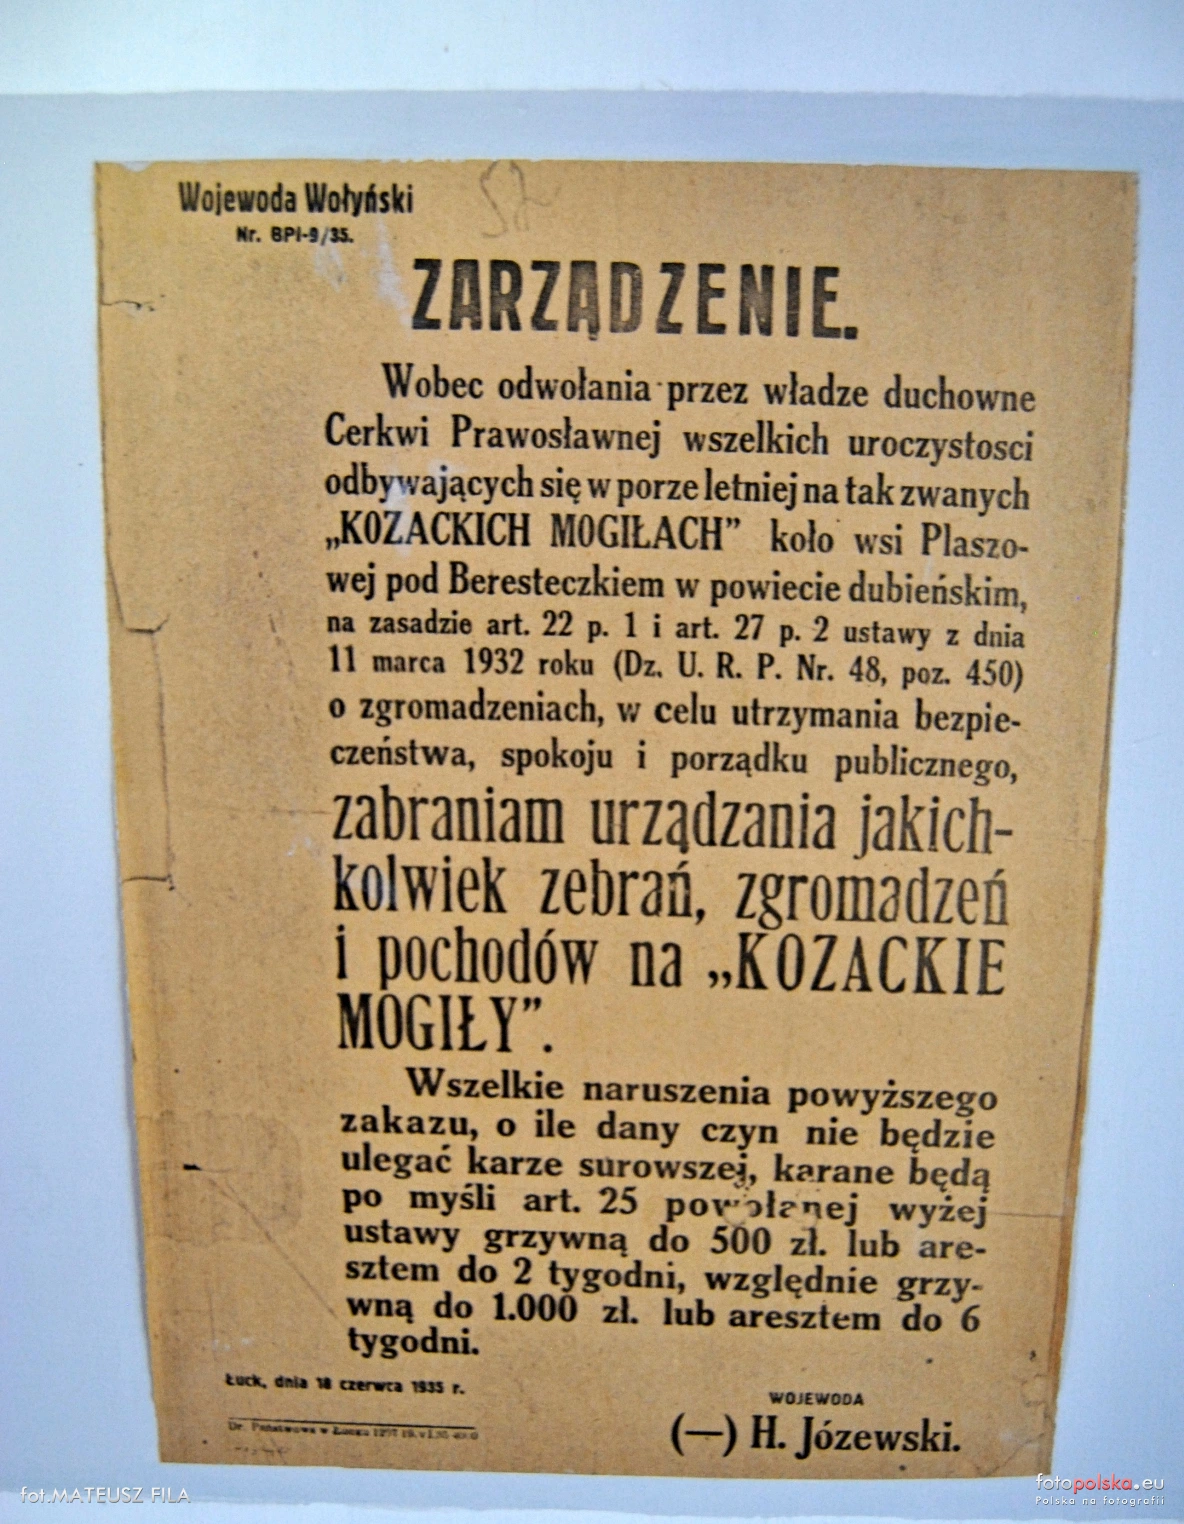 Wojewoda Wołyński
Nr. BPI-9/35.
52
ZARZĄDZENIE.
Wobec odwołania przez władze duchowne
Cerkwi Prawosławnej wszelkich uroczystosci
odbywających się w porze letniej na tak zwanych
„KOZACKICH MOGIŁACH” koło wsi Plaszo-
wej pod Beresteczkiem w powiecie dubieńskim,
na zasadzie art. 22 p. 1 i art. 27 p. 2 ustawy z dnia
11 marca 1932 roku (Dz. U. R. P. Nr. 48, poz. 450)
o zgromadzeniach, w celu utrzymania bezpie-
czeństwa, spokoju i porządku publicznego,
zabraniam urządzania jakich-
kolwiek zebrań, zgromadzeń
i pochodów na „KOZACKIE
MOGIŁY”.
Wszelkie naruszenia powyższego
zakazu, o ile dany czyn nie będzie
ulegać karze surowszej, karane będą
po myśli art. 25 powołanej wyżej
ustawy grzywną do 500 zł. lub are-
sztem do 2 tygodni, względnie grzy-
wną do 1.000 zł. lub aresztem do 6
tygodni.
Łuck, dnia 18 czerwca 1935 r.
WOJEWODA
(—) H. Józewski.
Dr. Państwowa w Łucku
fot.MATEUSZ FILA
fotopolska.eu
Polska na fotografii